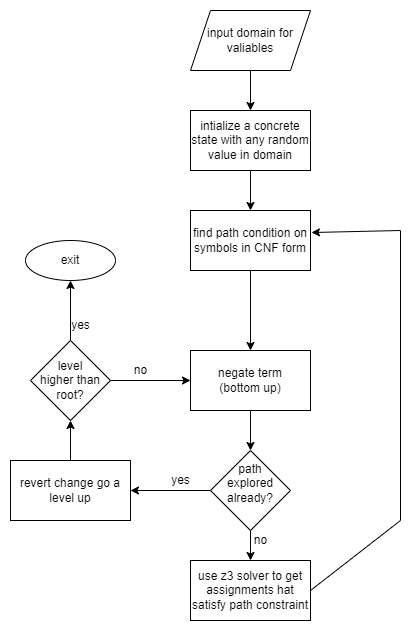 input domain for
valiables
intialize a concrete
state with any random
value in domain
find path condition on
symbols in CNF form
exit
yes
level
higher than
root?
no
negate term
(bottom up)
path
explored
already?
yes
revert change go a
level up
no
use z3 solver to get
assignments hat
satisfy path constraint